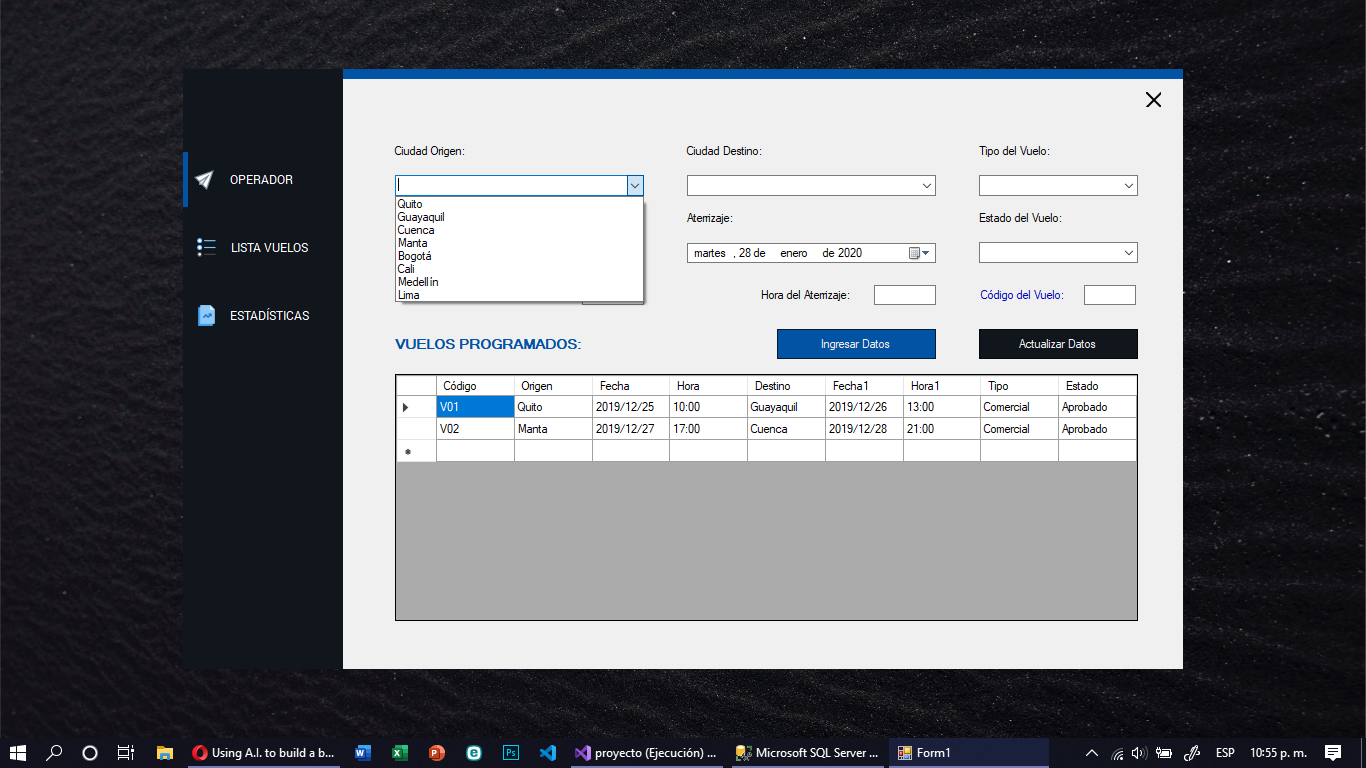 OPERADOR
LISTA VUELOS
ESTADÍSTICAS
Ciudad Origen:
Quito
Guayaquil
Cuenca
Manta
Bogotá
Cali
Medellín
Lima
Ciudad Destino:
Tipo del Vuelo:
Aterrizaje:
Estado del Vuelo:
martes , 28 de enero de 2020
Hora del Aterrizaje:
Código del Vuelo:
VUELOS PROGRAMADOS:
Ingresar Datos
Actualizar Datos
Código Origen Fecha Hora Destino Fecha1 Hora1 Tipo Estado
V01 Quito 2019/12/25 10:00 Guayaquil 2019/12/26 13:00 Comercial Aprobado
V02 Manta 2019/12/27 17:00 Cuenca 2019/12/28 21:00 Comercial Aprobado
Using A.I. to build a b...
proyecto (Ejecución) ...
Microsoft SQL Server ...
Form1
ESP
10:55 p. m.